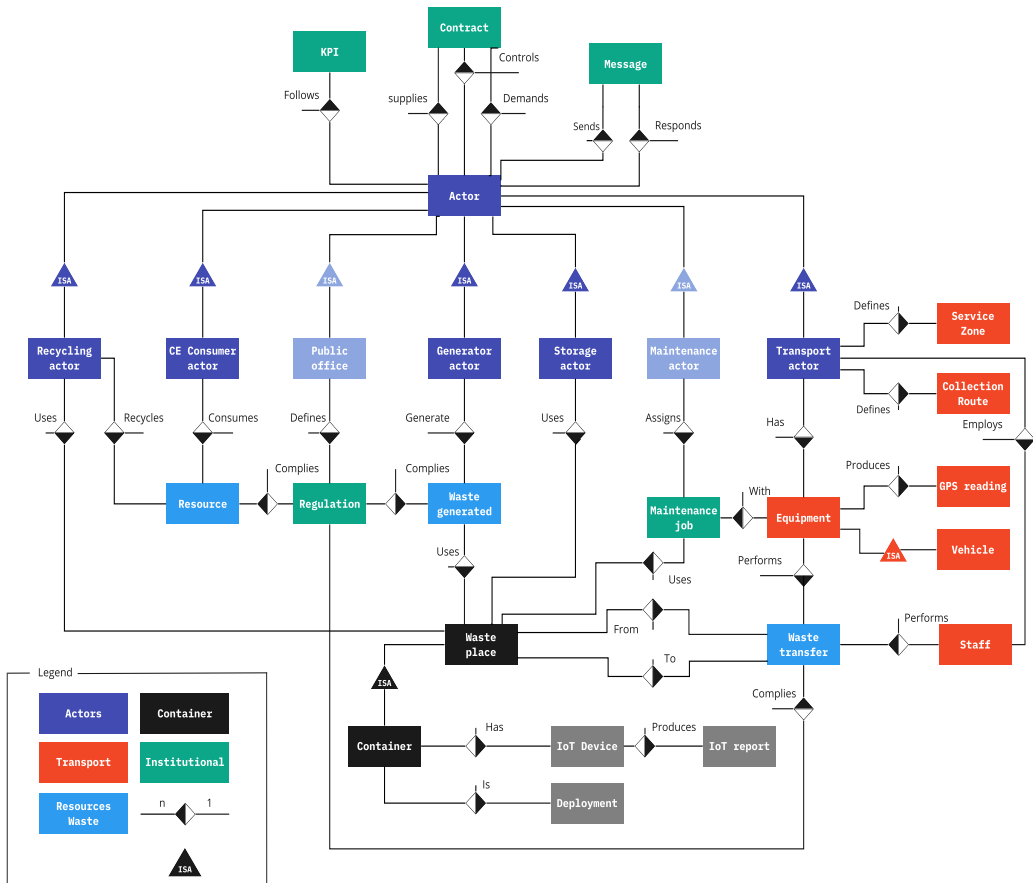 Contract
KPI
Message
Controls
Follows
supplies
Demands
Sends
Responds
Actor
ISA
ISA
ISA
ISA
ISA
ISA
ISA
Defines
Service
Zone
Recycling
actor
CE Consumer
actor
Public
office
Generator
actor
Storage
actor
Maintenance
actor
Transport
actor
Collection
Route
Defines
Uses
Recycles
Consumes
Defines
Generate
Uses
Assigns
Has
Employs
Complies
Complies
Produces
GPS reading
Resource
Regulation
Waste
generated
Maintenance
job
With
Equipment
Uses
Uses
Performs
ISA
Vehicle
From
Waste
place
Waste
transfer
Performs
Staff
To
Legend
ISA
Complies
Actors
Container
Has
Produces
Transport
Institutional
Container
IoT Device
IoT report
Is
Deployment
Resources
Waste
n
1
ISA